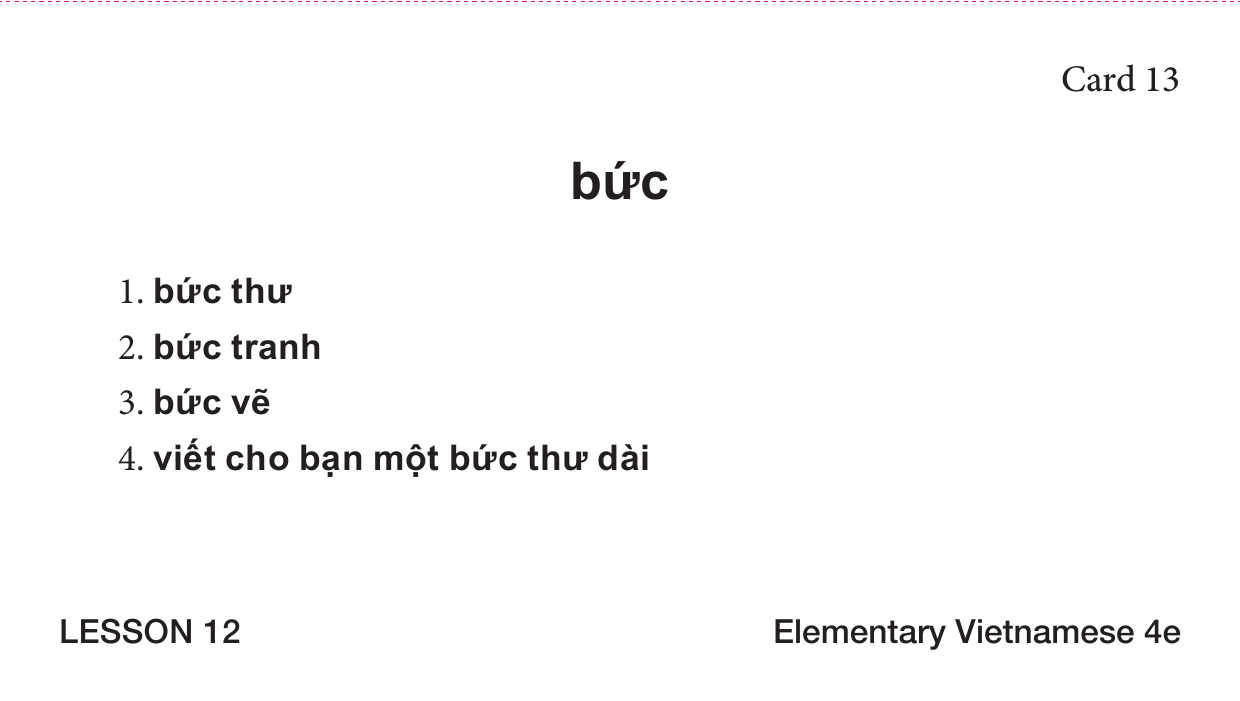 Card 13
bức
1. bức thư
2. bức tranh
3. bức vẽ
4. viết cho bạn một bức thư dài
LESSON 12
Elementary Vietnamese 4e